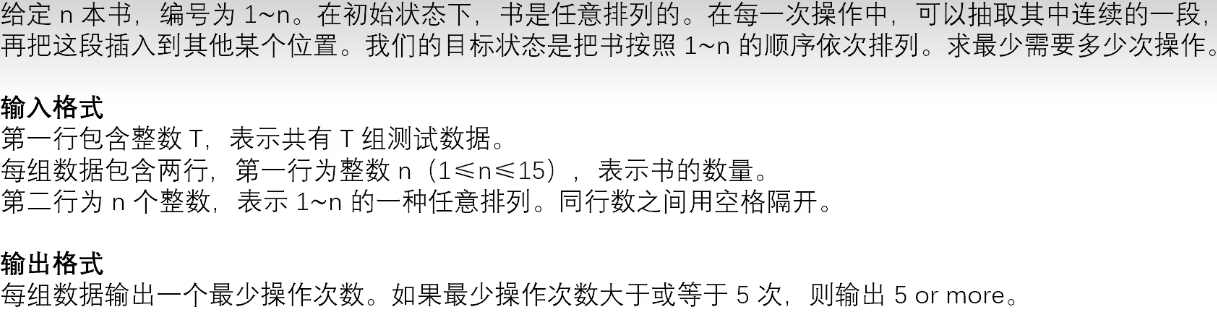 给定 n 本书，编号为 1~n。在初始状态下，书是任意排列的。在每一次操作中，可以抽取其中连续的一段，
再把这段插入到其他某个位置。我们的目标状态是把书按照 1~n 的顺序依次排列。求最少需要多少次操作。
输入格式
第一行包含整数 T，表示共有 T 组测试数据。
每组数据包含两行，第一行为整数 n（1≤n≤15），表示书的数量。
第二行为 n 个整数，表示 1~n 的一种任意排列。同行数之间用空格隔开。
输出格式
每组数据输出一个最少操作次数。如果最少操作次数大于或等于 5 次，则输出 5 or more。